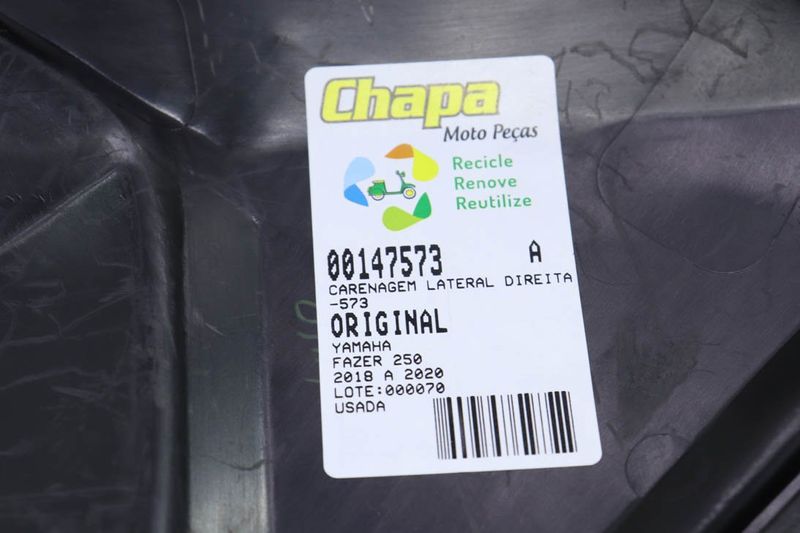 Chapa
Moto Peças
Recicle
Renove
Reutilize
00147573 A
CARENAGEM LATERAL DIREITA
-573
ORIGINAL
YAMAHA
FAZER 250
2018 A 2020
LOTE:000070
USADA